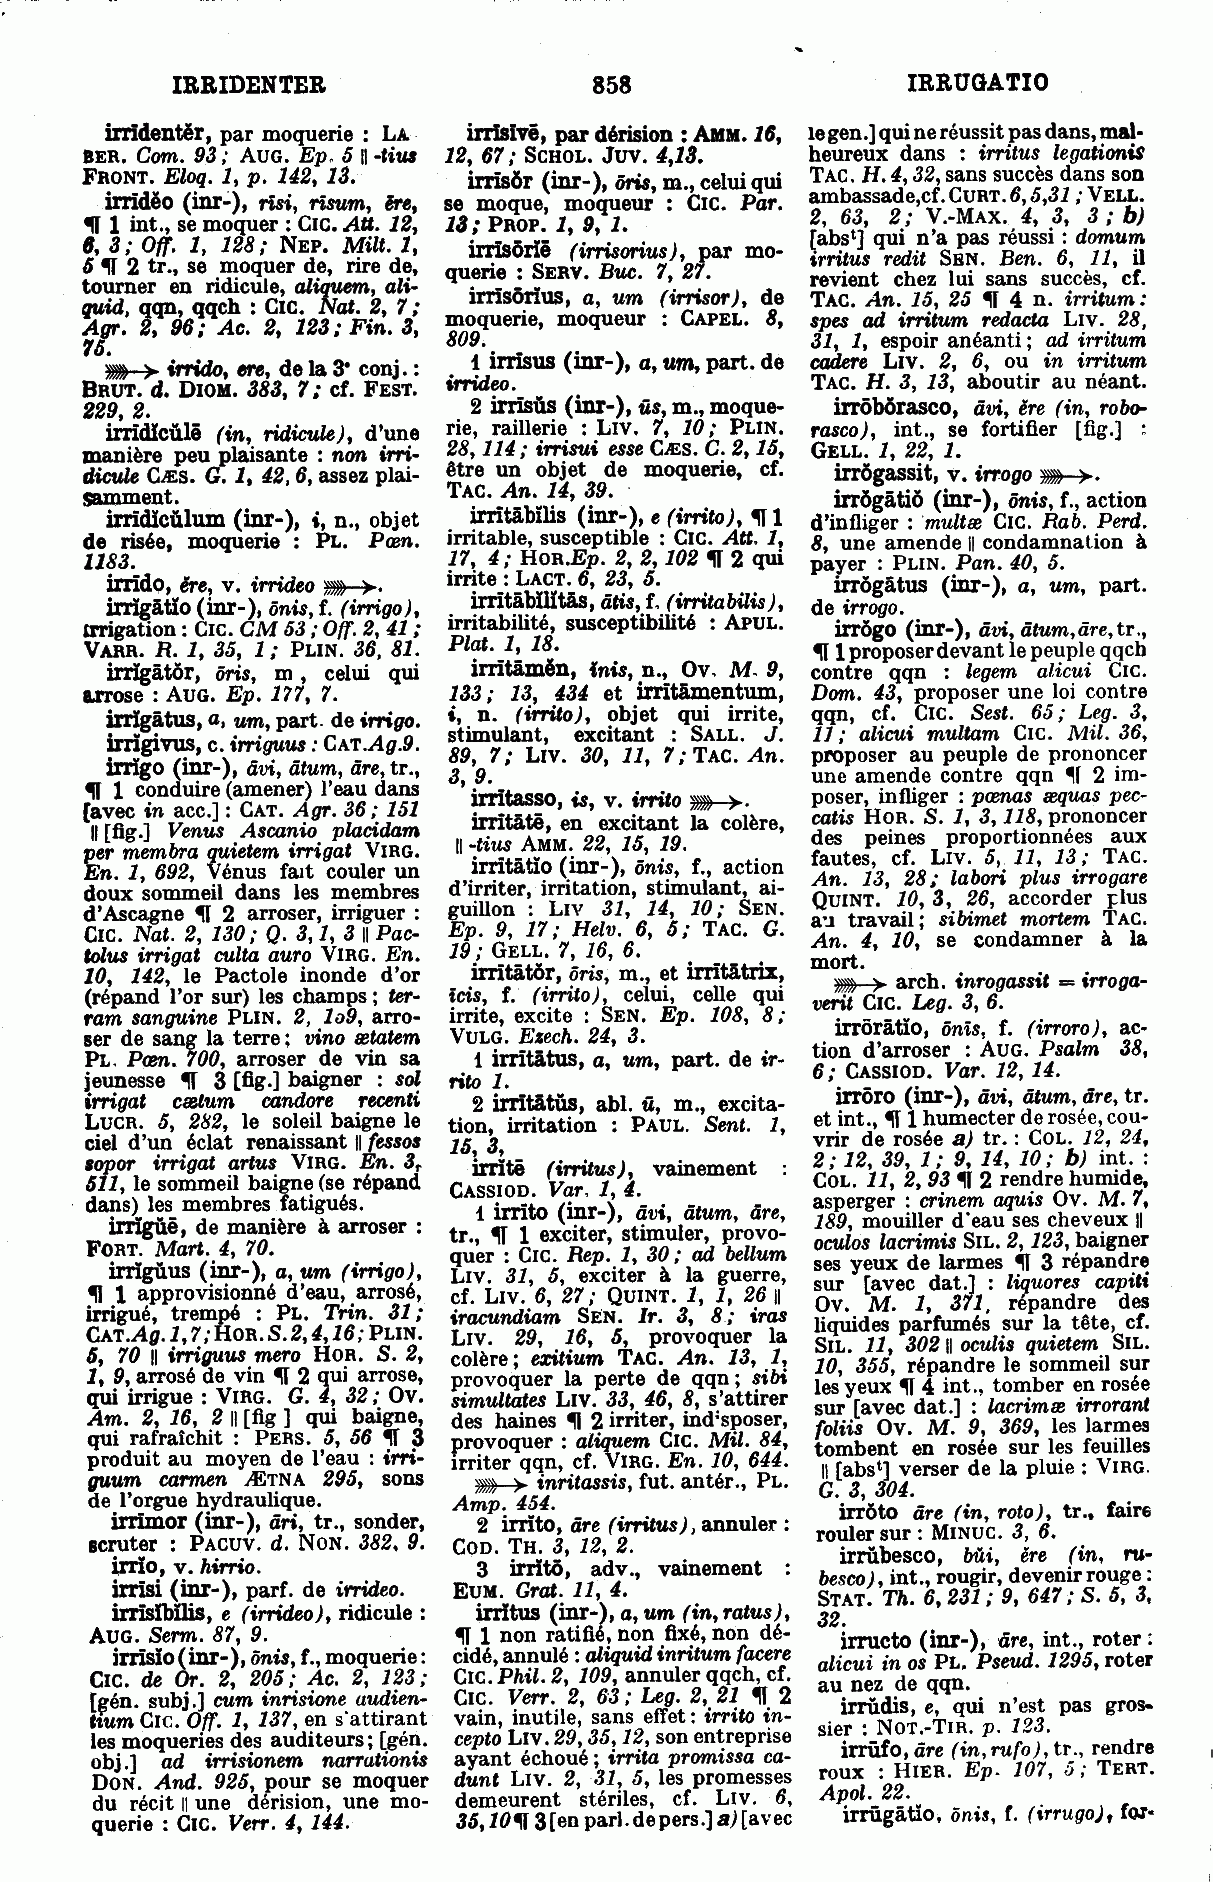 IRRIDENTER
858
IRRUGATIO
irrīdentĕr, par moquerie : LA-
BER. Com. 93 ; AUG. Ep. 5 || -tius
FRONT. Eloq. 1, p. 142, 13.
irrīdĕo (inr-), risi, risum, ēre,
¶ 1 int., se moquer : CIC. Att. 12,
6, 3 ; Off. 1, 128 ; NEP. Milt. 1,
5 ¶ 2 tr., se moquer de, rire de,
tourner en ridicule, aliquem, ali-
quid, qqn, qqch : CIC. Nat. 2, 7 ;
Agr. 2, 96 ; Ac. 2, 123 ; Fin. 3,
75.
irrido, ere, de la 3e conj. :
BRUT. d. DIOM. 383, 7 ; cf. FEST.
229, 2.
irrīdĭcŭlē (in, ridicule), d'une
manière peu plaisante : non irri-
dicule CÆS. G. 1, 42, 6, assez plai-
samment.
irrīdĭcŭlum (inr-), i, n., objet
de risée, moquerie : PL. Pœn.
1183.
irrīdo, ĕre, v. irrideo.
irrĭgātĭo (inr-), ōnis, f. (irrigo),
irrigation : CIC. CM 53 ; Off. 2, 41 ;
VARR. R. 1, 35, 1 ; PLIN. 36, 81.
irrĭgātŏr, ōris, m, celui qui
arrose : AUG. Ep. 177, 7.
irrĭgātus, a, um, part. de irrigo.
irrĭgivus, c. irriguus : CAT. Ag. 9.
irrĭgo (inr-), āvi, ātum, āre, tr.,
¶ 1 conduire (amener) l'eau dans
[avec in acc.] : CAT. Agr. 36 ; 151
|| [fig.] Venus Ascanio placidam
per membra quietem irrigat VIRG.
En. 1, 692, Vénus fait couler un
doux sommeil dans les membres
d'Ascagne ¶ 2 arroser, irriguer :
CIC. Nat. 2, 130 ; Q. 3, 1, 3 || Pac-
tolus irrigat culta auro VIRG. En.
10, 142, le Pactole inonde d'or
(répand l'or sur) les champs ; ter-
ram sanguine PLIN. 2, 159, arro-
ser de sang la terre ; vino ætatem
PL. Pœn. 700, arroser de vin sa
jeunesse ¶ 3 [fig.] baigner : sol
irrigat cælum candore recenti
LUCR. 5, 282, le soleil baigne le
ciel d'un éclat renaissant || fessos
sopor irrigat artus VIRG. En. 3,
511, le sommeil baigne (se répand
dans) les membres fatigués.
irrĭgŭē, de manière à arroser :
FORT. Mart. 4, 70.
irrĭgŭus (inr-), a, um (irrigo),
¶ 1 approvisionné d'eau, arrosé,
irrigué, trempé : PL. Trin. 31 ;
CAT. Ag. 1, 7 ; HOR. S. 2, 4, 16 ; PLIN.
5, 70 || irriguus mero HOR. S. 2,
1, 9, arrosé de vin ¶ 2 qui arrose,
qui irrigue : VIRG. G. 4, 32 ; OV.
Am. 2, 16, 2 || [fig ] qui baigne,
qui rafraîchit : PERS. 5, 56 ¶ 3
produit au moyen de l'eau : irri-
guum carmen ÆTNA 295, sons
de l'orgue hydraulique.
irrīmor (inr-), āri, tr., sonder,
scruter : PACUV. d. NON. 382, 9.
irrĭo, v. hirrio.
irrīsi (inr-), parf. de irrideo.
irrīsĭbĭlis, e (irrideo), ridicule :
AUG. Serm. 87, 9.
irrīsĭo (inr-), ōnis, f., moquerie :
CIC. de Or. 2, 205 ; Ac. 2, 123 ;
[gén. subj.] cum inrisione audien-
tium CIC. Off. 1, 137, en s'attirant
les moqueries des auditeurs ; [gén.
obj.] ad irrisionem narrationis
DON. And. 925, pour se moquer
du récit || une dérision, une mo-
querie : CIC. Verr. 4, 144.
irrīsīvē, par dérision : AMM. 16,
12, 67 ; SCHOL. JUV. 4, 13.
irrīsŏr (inr-), ōris, m., celui qui
se moque, moqueur : CIC. Par.
13 ; PROP. 1, 9, 1.
irrīsōrĭē (irrisorius), par mo-
querie : SERV. Buc. 7, 27.
irrīsōrĭus, a, um (irrisor), de
moquerie, moqueur : CAPEL. 8,
809.
1 irrīsus (inr-), a, um, part. de
irrideo.
2 irrīsŭs (inr-), ūs, m., moque-
rie, raillerie : LIV. 7, 10 ; PLIN.
28, 114 ; irrisui esse CÆS. C. 2, 15,
être un objet de moquerie, cf.
TAC. An. 14, 39.
irrītābĭlis (inr-), e (irrito), ¶ 1
irritable, susceptible : CIC. Att. 1,
17, 4 ; HOR. Ep. 2, 2, 102 ¶ 2 qui
irrite : LACT. 6, 23, 5.
irrītābĭlĭtās, ātis, f. (irritabilis),
irritabilité, susceptibilité : APUL.
Plat. 1, 18.
irrītāmĕn, ĭnis, n., OV. M. 9,
133 ; 13, 434 et irrītāmentum,
i, n. (irrito), objet qui irrite,
stimulant, excitant : SALL. J.
89, 7 ; LIV. 30, 11, 7 ; TAC. An.
3, 9.
irrītasso, is, v. irrito.
irrītātē, en excitant la colère,
|| -tius AMM. 22, 15, 19.
irrītātĭo (inr-), ōnis, f., action
d'irriter, irritation, stimulant, ai-
guillon : LIV 31, 14, 10 ; SEN.
Ep. 9, 17 ; Helv. 6, 5 ; TAC. G.
19 ; GELL. 7, 16, 6.
irrītātŏr, ōris, m., et irrītātrix,
īcis, f. (irrito), celui, celle qui
irrite, excite : SEN. Ep. 108, 8 ;
VULG. Ezech. 24, 3.
1 irrītātus, a, um, part. de ir-
rito 1.
2 irrītātŭs, abl. ū, m., excita-
tion, irritation : PAUL. Sent. 1,
15, 3,
irrĭtē (irritus), vainement :
CASSIOD. Var. 1, 4.
1 irrīto (inr-), āvi, ātum, āre,
tr., ¶ 1 exciter, stimuler, provo-
quer : CIC. Rep. 1, 30 ; ad bellum
LIV. 31, 5, exciter à la guerre,
cf. LIV. 6, 27 ; QUINT. 1, 1, 26 ||
iracundiam SEN. Ir. 3, 8 ; iras
LIV. 29, 16, 5, provoquer la
colère ; exitium TAC. An. 13, 1,
provoquer la perte de qqn ; sibi
simultates LIV. 33, 46, 8, s'attirer
des haines ¶ 2 irriter, indisposer,
provoquer : aliquem CIC. Mil. 84,
irriter qqn, cf. VIRG. En. 10, 644.
inritassis, fut. antér., PL.
Amp. 454.
2 irrĭto, āre (irritus), annuler :
COD. TH. 3, 12, 2.
3 irrĭtō, adv., vainement :
EUM. Grat. 11, 4.
irrĭtus (inr-), a, um (in, ratus),
¶ 1 non ratifié, non fixé, non dé-
cidé, annulé : aliquid inritum facere
CIC. Phil. 2, 109, annuler qqch, cf.
CIC. Verr. 2, 63 ; Leg. 2, 21 ¶ 2
vain, inutile, sans effet : irrito in-
cepto LIV. 29, 35, 12, son entreprise
ayant échoué ; irrita promissa ca-
dunt LIV. 2, 31, 5, les promesses
demeurent stériles, cf. LIV. 6,
35, 10 ¶ 3 [en parl. de pers.] a) [avec
le gen.] qui ne réussit pas dans, mal-
heureux dans : irritus legationis
TAC. H. 4, 32, sans succès dans son
ambassade, cf. CURT. 6, 5, 31 ; VELL.
2, 63, 2 ; V.-MAX. 4, 3, 3 ; b)
[abst] qui n'a pas réussi : domum
irritus redit SEN. Ben. 6, 11, il
revient chez lui sans succès, cf.
TAC. An. 15, 25 ¶ 4 n. irritum :
spes ad irritum redacta LIV. 28,
31, 1, espoir anéanti ; ad irritum
cadere LIV. 2, 6, ou in irritum
TAC. H. 3, 13, aboutir au néant.
irrōbŏrasco, āvi, ĕre (in, robo-
rasco), int., se fortifier [fig.] :
GELL. 1, 22, 1.
irrŏgassit, v. irrogo.
irrŏgātĭŏ (inr-), ōnis, f., action
d'infliger : multæ CIC. Rab. Perd.
8, une amende || condamnation à
payer : PLIN. Pan. 40, 5.
irrŏgātus (inr-), a, um, part.
de irrogo.
irrŏgo (inr-), āvi, ātum, āre, tr.,
¶ 1 proposer devant le peuple qqch
contre qqn : legem alicui CIC.
Dom. 43, proposer une loi contre
qqn, cf. CIC. Sest. 65 ; Leg. 3,
11 ; alicui multam CIC. Mil. 36,
proposer au peuple de prononcer
une amende contre qqn ¶ 2 im-
poser, infliger : pœnas æquas pec-
catis HOR. S. 1, 3, 118, prononcer
des peines proportionnées aux
fautes, cf. LIV. 5, 11, 13 ; TAC.
An. 13, 28 ; labori plus irrogare
QUINT. 10, 3, 26, accorder plus
au travail ; sibimet mortem TAC.
An. 4, 10, se condamner à la
mort.
arch. inrogassit = irroga-
verit CIC. Leg. 3, 6.
irrōrātĭo, ōnis, f. (irroro), ac-
tion d'arroser : AUG. Psalm 38,
6 ; CASSIOD. Var. 12, 14.
irrōro (inr-), āvi, ātum, āre, tr.
et int., ¶ 1 humecter de rosée, cou-
vrir de rosée a) tr. : COL. 12, 24,
2 ; 12, 39, 1 ; 9, 14, 10 ; b) int. :
COL. 11, 2, 93 ¶ 2 rendre humide,
asperger : crinem aquis OV. M. 7,
189, mouiller d'eau ses cheveux ||
oculos lacrimis SIL. 2, 123, baigner
ses yeux de larmes ¶ 3 répandre
sur [avec dat.] : liquores capiti
OV. M. 1, 371, répandre des
liquides parfumés sur la tête, cf.
SIL. 11, 302 || oculis quietem SIL.
10, 355, répandre le sommeil sur
les yeux ¶ 4 int., tomber en rosée
sur [avec dat.] : lacrimæ irrorant
foliis OV. M. 9, 369, les larmes
tombent en rosée sur les feuilles
|| [abst] verser de la pluie : VIRG.
G. 3, 304.
irrŏto āre (in, roto), tr., faire
rouler sur : MINUC. 3, 6.
irrŭbesco, bŭi, ĕre (in, ru-
besco), int., rougir, devenir rouge :
STAT. Th. 6, 231 ; 9, 647 ; S. 5, 3,
32.
irructo (inr-), āre, int., roter :
alicui in os PL. Pseud. 1295, roter
au nez de qqn.
irrŭdis, e, qui n'est pas gros-
sier : NOT.-TIR. p. 123.
irrūfo, āre (in, rufo), tr., rendre
roux : HIER. Ep. 107, 5 ; TERT.
Apol. 22.
irrūgātĭo, ōnis, f. (irrugo), for-